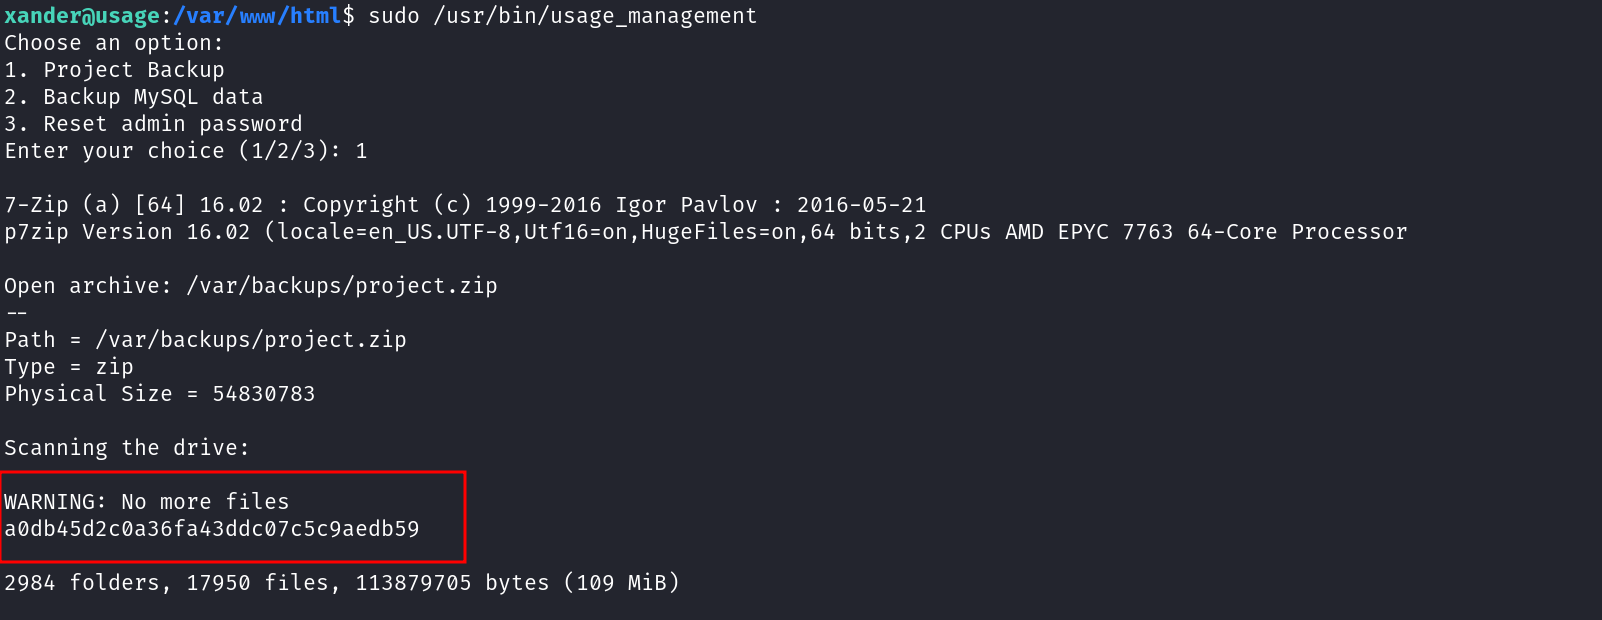 xander@usage:/var/www/html$ sudo /usr/bin/usage_management
Choose an option:
1. Project Backup
2. Backup MySQL data
3. Reset admin password
Enter your choice (1/2/3): 1
7-Zip (a) [64] 16.02 : Copyright (c) 1999-2016 Igor Pavlov : 2016-05-21
p7zip Version 16.02 (locale=en_US.UTF-8,Utf16=on,HugeFiles=on,64 bits,2 CPUs AMD EPYC 7763 64-Core Processor
Open archive: /var/backups/project.zip
--
Path = /var/backups/project.zip
Type = zip
Physical Size = 54830783
Scanning the drive:
WARNING: No more files
a0db45d2c0a36fa43ddc07c5c9aedb59
2984 folders, 17950 files, 113879705 bytes (109 MiB)